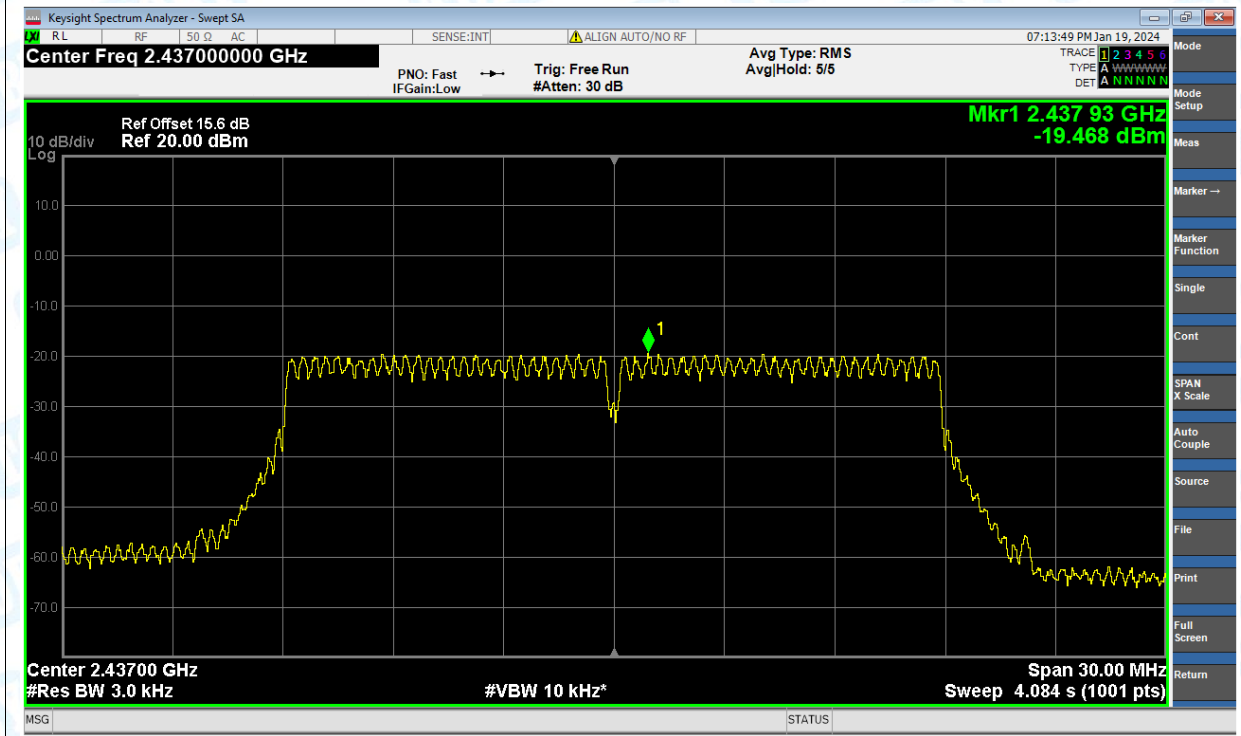 Keysight Spectrum Analyzer - Swept SA
LXI RL RF 50 Ω AC SENSE:INT ALIGN AUTO/NO RF 07:13:49 PM Jan 19, 2024
Center Freq 2.437000000 GHz
PNO: Fast
IFGain:Low
Trig: Free Run
#Atten: 30 dB
Avg Type: RMS
Avg|Hold: 5/5
TRACE 1 2 3 4 5 6
TYPE A WWWWW
DET A N N N N N
Mkr1 2.437 93 GHz
-19.468 dBm
Ref Offset 15.6 dB
10 dB/div Ref 20.00 dBm
Log
10.0
0.00
-10.0
1
-20.0
-30.0
-40.0
-50.0
-60.0
-70.0
Center 2.43700 GHz Span 30.00 MHz
#Res BW 3.0 kHz #VBW 10 kHz* Sweep 4.084 s (1001 pts)
MSG STATUS
Mode
Mode
Setup
Meas
Marker →
Marker
Function
Single
Cont
SPAN
X Scale
Auto
Couple
Source
File
Print
Full
Screen
Return